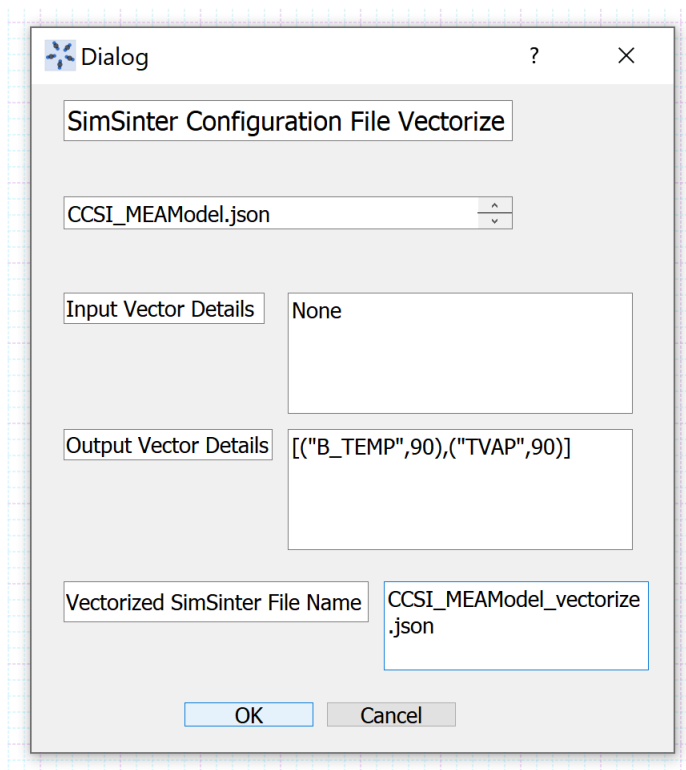 Dialog ?
SimSinter Configuration File Vectorize
CCSI_MEAModel.json
Input Vector Details None
Output Vector Details [("B_TEMP",90),("TVAP",90)]
Vectorized SimSinter File Name CCSI_MEAModel_vectorize
.json
OK Cancel